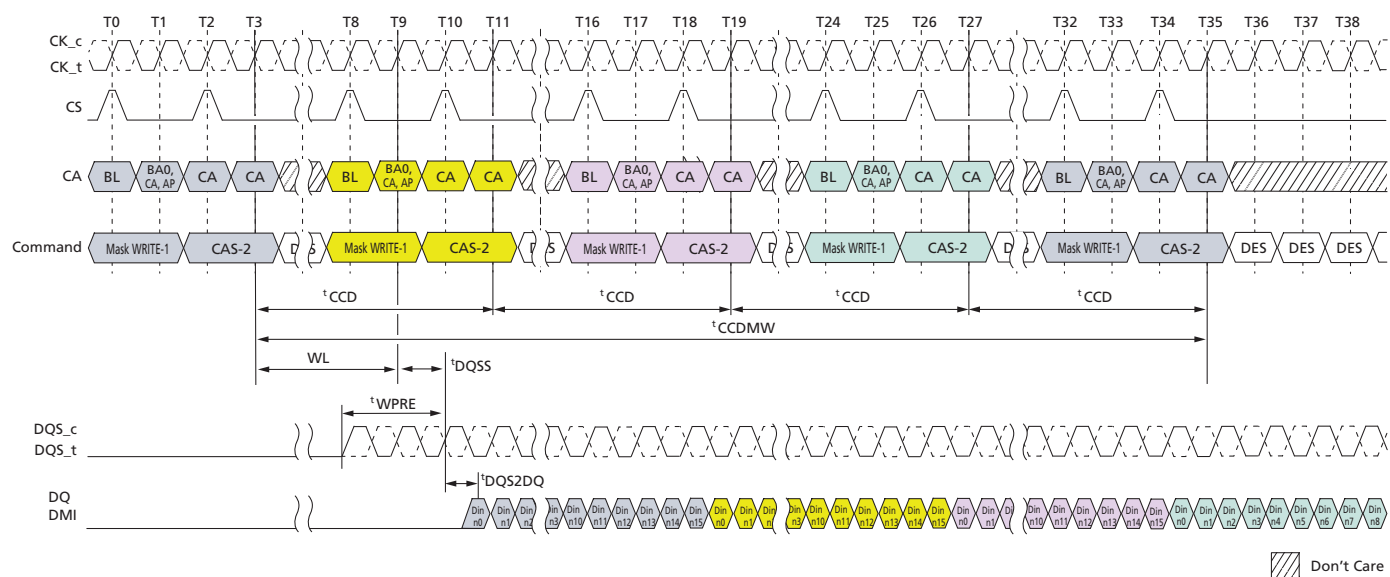 T0 T1 T2 T3 T8 T9 T10 T11 T16 T17 T18 T19 T24 T25 T26 T27 T32 T33 T34 T35 T36 T37 T38
CK_c
CK_t
CS
CA BL BA0, CA, AP CA CA BL BA0, CA, AP CA CA BL BA0, CA, AP CA CA BL BA0, CA, AP CA CA BL BA0, CA, AP CA CA
Command Mask WRITE-1 CAS-2 Mask WRITE-1 CAS-2 Mask WRITE-1 CAS-2 Mask WRITE-1 CAS-2 Mask WRITE-1 CAS-2 DES DES DES
tCCD tCCD tCCD tCCD
tCCDMW
WL tDQSS
tWPRE
DQS_c
DQS_t
tDQS2DQ
DQ
DMI
Din n0 Din n1 Din n2 Din n3 Din n10 Din n11 Din n12 Din n13 Din n14 Din n15 Din n0 Din n1 Din n3 Din n10 Din n11 Din n12 Din n13 Din n14 Din n15 Din n0 Din n1 Din n10 Din n11 Din n12 Din n13 Din n14 Din n15 Din n0 Din n1 Din n2 Din n3 Din n4 Din n5 Din n6 Din n7 Din n8
Don't Care